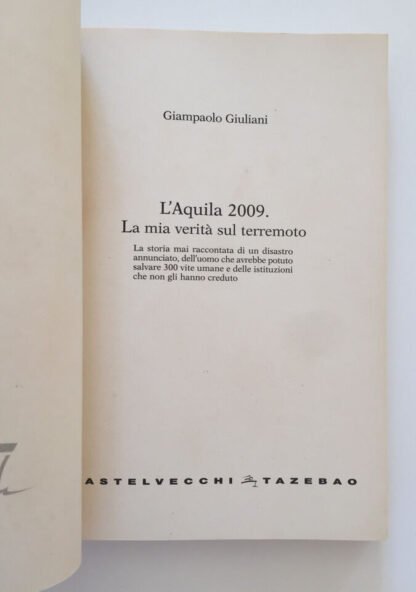 Giampaolo Giuliani
L'Aquila 2009.
La mia verità sul terremoto
La storia mai raccontata di un disastro
annunciato, dell'uomo che avrebbe potuto
salvare 300 vite umane e delle istituzioni
che non gli hanno creduto
ASTELVECCHI TAZEBAO